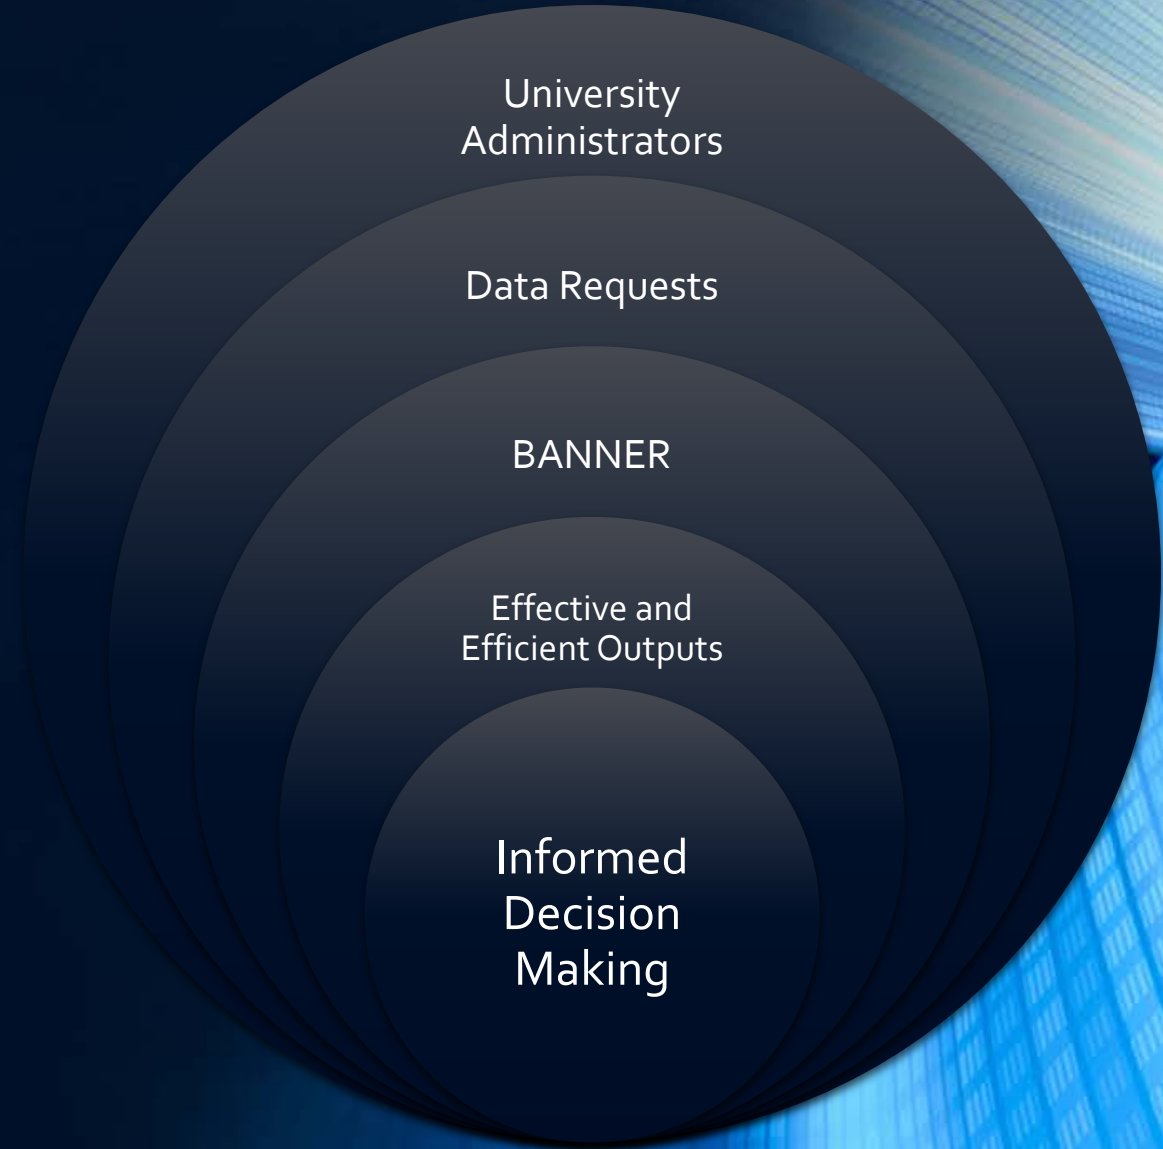 University
Administrators
Data Requests
BANNER
Effective and
Efficient Outputs
Informed
Decision
Making